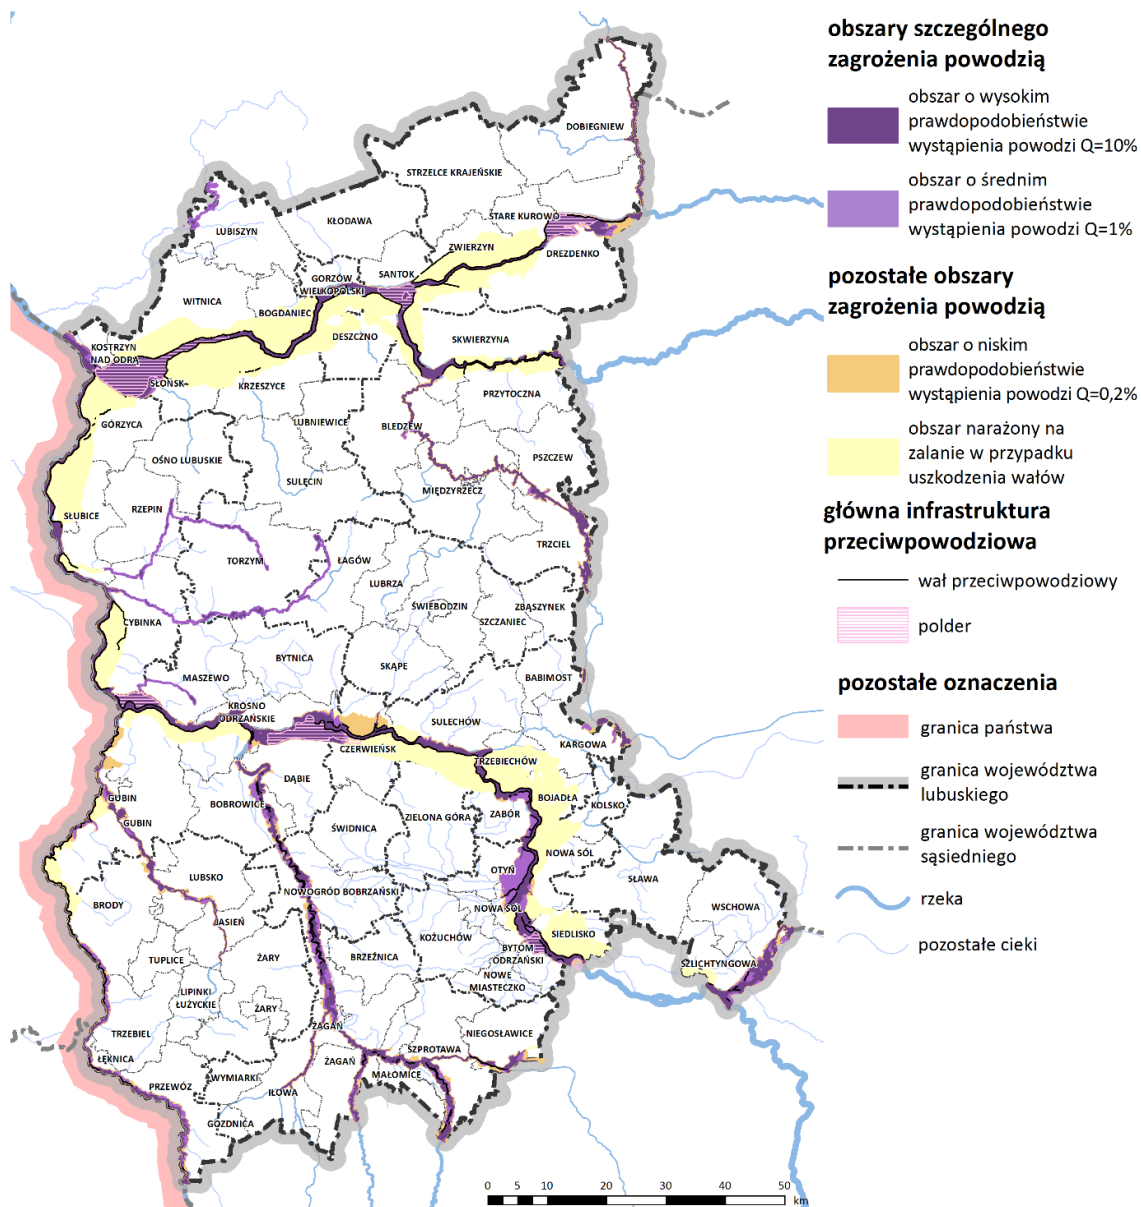 obszary szczególnego
zagrożenia powodzią
obszar o wysokim
prawdopodobieństwie
wystąpienia powodzi Q=10%
obszar o średnim
prawdopodobieństwie
wystąpienia powodzi Q=1%
pozostałe obszary
zagrożenia powodzią
obszar o niskim
prawdopodobieństwie
wystąpienia powodzi Q=0,2%
obszar narażony na
zalanie w przypadku
uszkodzenia wałów
główna infrastruktura
przeciwpowodziowa
wał przeciwpowodziowy
polder
pozostałe oznaczenia
granica państwa
granica województwa
lubuskiego
granica województwa
sąsiedniego
rzeka
pozostałe cieki
DOBIEGNIEW
STRZELCE KRAJEŃSKIE
STARE KUROWO
KŁODAWA
LUBISZYN
ZWIERZYN
DREZDENKO
SANTOK
GORZÓW
WIELKOPOLSKI
WITNICA
BOGDANIEC
DESZCZNO
SKWIERZYNA
KOSTRZYN
NAD ODRĄ
SŁOŃSK
KRZESZYCE
PRZYTOCZNA
GÓRZYCA
LUBNIEWICE
BLEDZEW
OŚNO LUBUSKIE
PSZCZEW
SULĘCIN
MIĘDZYRZECZ
SŁUBICE
RZEPIN
TRZCIEL
TORZYM
ŁAGÓW
LUBRZA
ŚWIEBODZIN
ZBĄSZYNEK
SZCZANIEC
CYBINKA
BYTNICA
SKĄPE
MASZEWO
BABIMOST
KROSNO
ODRZAŃSKIE
SULECHÓW
CZERWIEŃSK
KARGOWA
TRZEBIECHÓW
DĄBIE
GUBIN
BOBROWICE
BOJADŁA
KOLSKO
GUBIN
ZIELONA GÓRA
ZABÓR
ŚWIDNICA
NOWA SÓL
OTYŃ
LUBSKO
SŁAWA
NOWOGRÓD BOBRZAŃSKI
BRODY
NOWA SÓL
WSCHOWA
JASIEŃ
SIEDLISKO
KOŻUCHÓW
BYTOM
ODRZAŃSKI
TUPLICE
ŻARY
BRZEŹNICA
SZLICHTYNGOWA
NOWE
MIASTECZKO
LIPINKI
ŁUŻYCKIE
ŻARY
TRZEBIEL
ŻAGAŃ
NIEGOSŁAWICE
ŁĘKNICA
ŻAGAŃ
SZPROTAWA
MAŁOMICE
PRZEWÓZ
WYMIARKI
IŁOWA
GOZDNICA
0 5 10 20 30 40 50
km